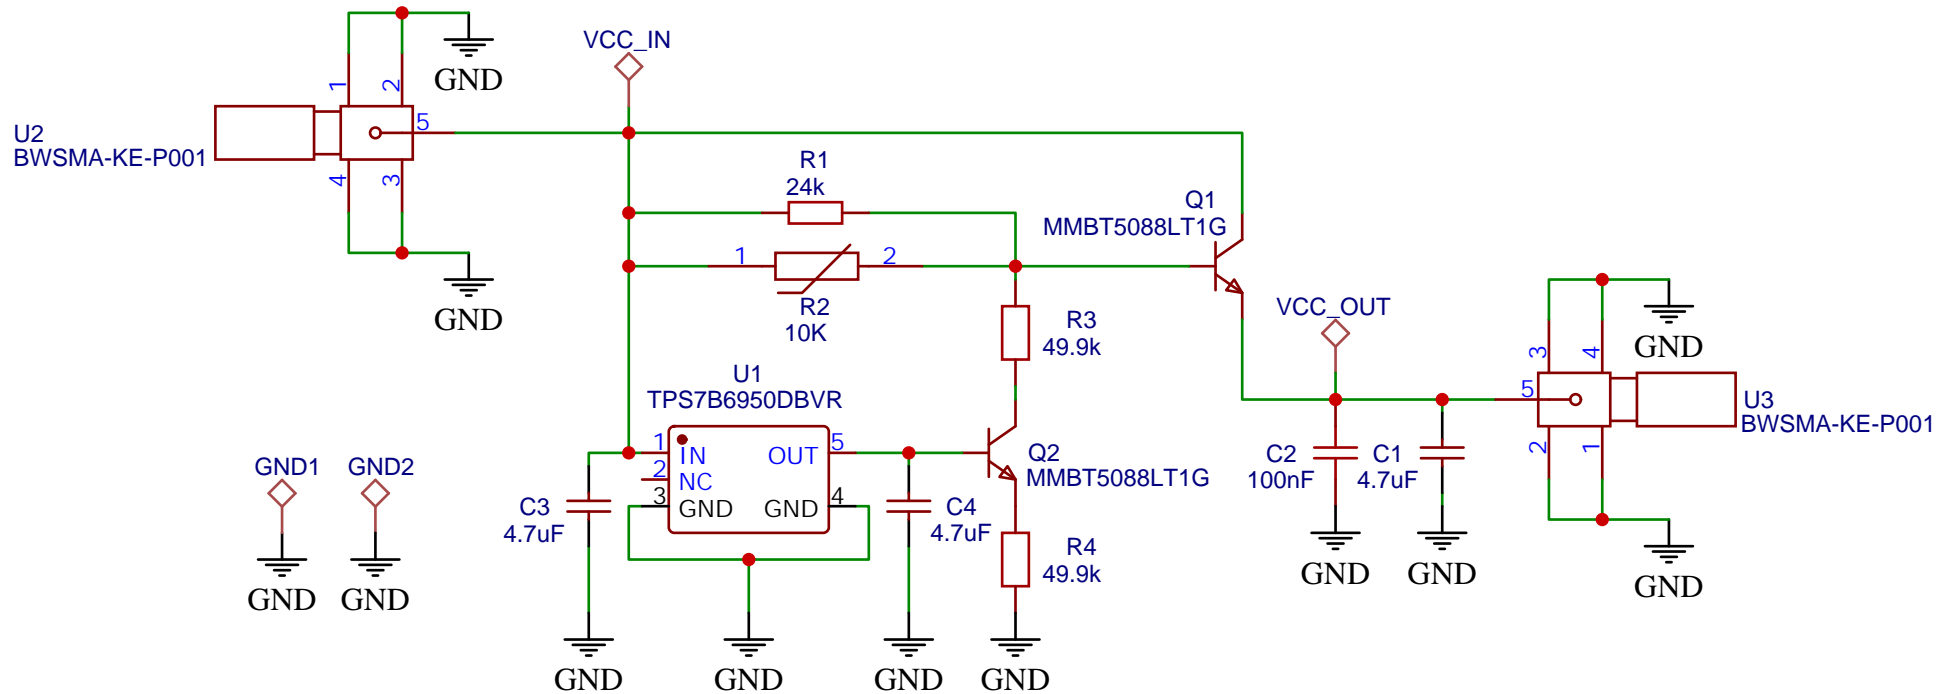 GND
VCC_IN
1
2
U2
BWSMA-KE-P001
5
4
3
GND
R1
24k
Q1
MMBT5088LT1G
1
2
R2
10K
VCC_OUT
R3
49.9k
GND
3
4
5
U3
BWSMA-KE-P001
2
1
GND
U1
TPS7B6950DBVR
1
IN
OUT
5
2
NC
3
GND
GND
4
Q2
MMBT5088LT1G
C2
100nF
C1
4.7uF
GND1
GND2
C3
4.7uF
C4
4.7uF
R4
49.9k
GND
GND
GND
GND
GND
GND
GND
GND